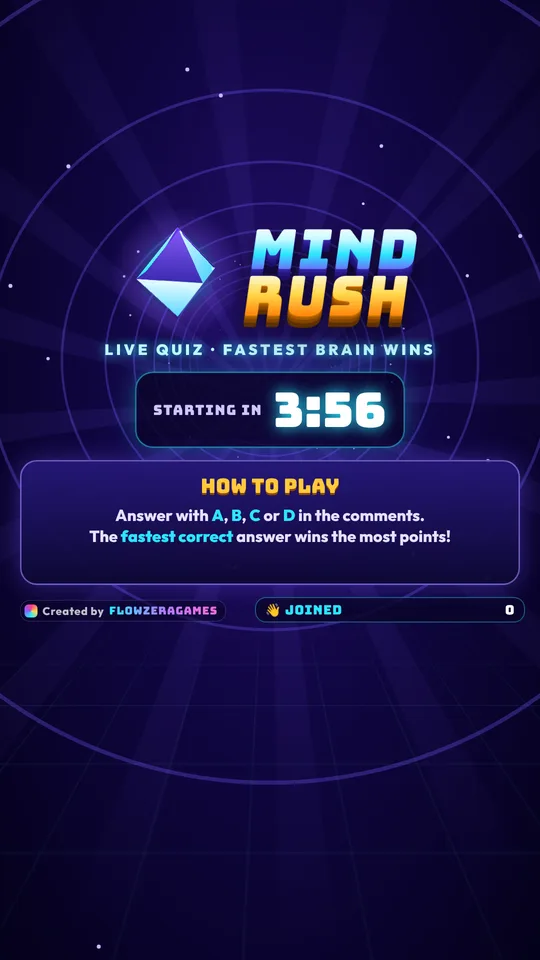 MIND
RUSH
LIVE QUIZ · FASTEST BRAIN WINS
STARTING IN 3:56
HOW TO PLAY
Answer with A, B, C or D in the comments.
The fastest correct answer wins the most points!
Created by FLOWZERAGAMES
👋 JOINED 0